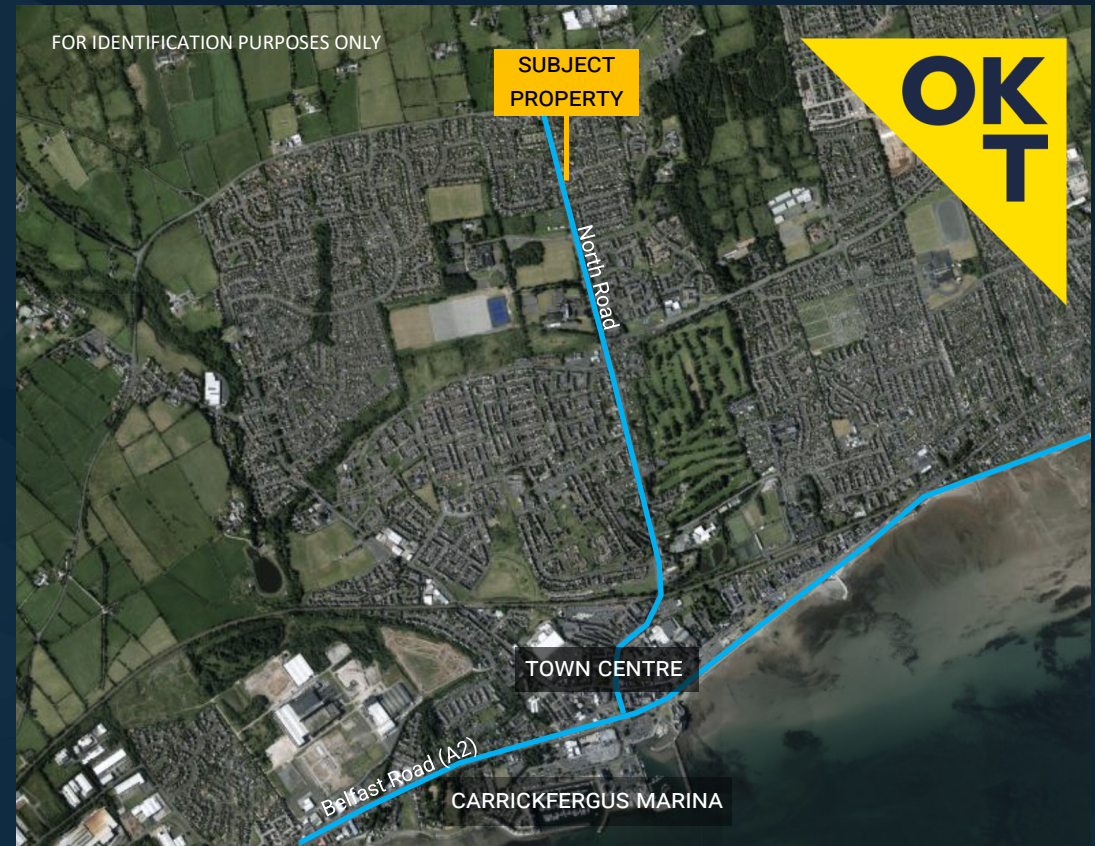 FOR IDENTIFICATION PURPOSES ONLY
SUBJECT
PROPERTY
OK
T
North Road
TOWN CENTRE
Belfast Road (A2)
CARRICKFERGUS MARINA